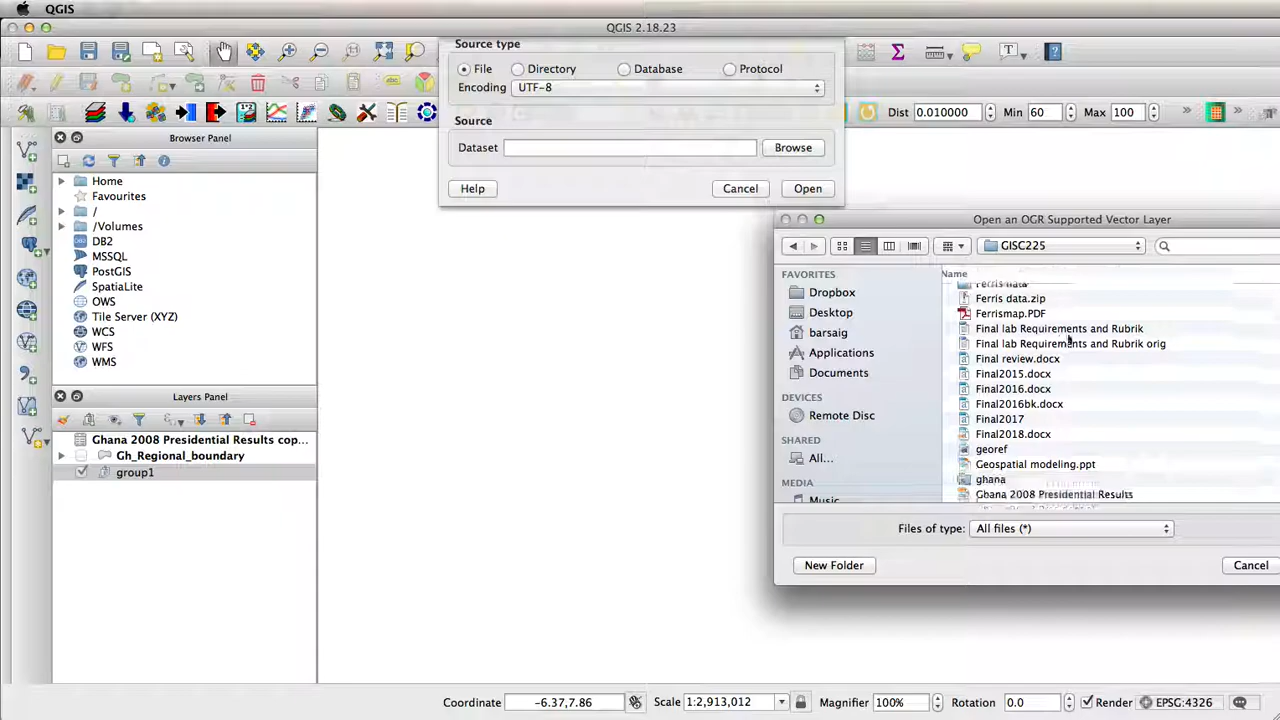 QGIS
QGIS 2.18.23
Source type
File
Directory
Database
Protocol
Encoding
UTF-8
Source
Dataset
Browse
Help
Cancel
Open
Dist
0.010000
Min
60
Max
100
Browser Panel
Home
Favourites
/
/Volumes
DB2
MSSQL
PostGIS
SpatiaLite
OWS
Tile Server (XYZ)
WCS
WFS
WMS
Layers Panel
Ghana 2008 Presidential Results cop...
Gh_Regional_boundary
group1
Open an OGR Supported Vector Layer
GISC225
FAVORITES
Dropbox
Desktop
barsaig
Applications
Documents
DEVICES
Remote Disc
SHARED
All...
MEDIA
Music
Name
Ferris data
Ferris data.zip
Ferrismap.PDF
Final lab Requirements and Rubrik
Final lab Requirements and Rubrik orig
Final review.docx
Final2015.docx
Final2016.docx
Final2016bk.docx
Final2017
Final2018.docx
georef
Geospatial modeling.ppt
ghana
Ghana 2008 Presidential Results
Files of type:
All files (*)
New Folder
Cancel
Coordinate
-6.37,7.86
Scale
1:2,913,012
Magnifier
100%
Rotation
0.0
Render
EPSG:4326